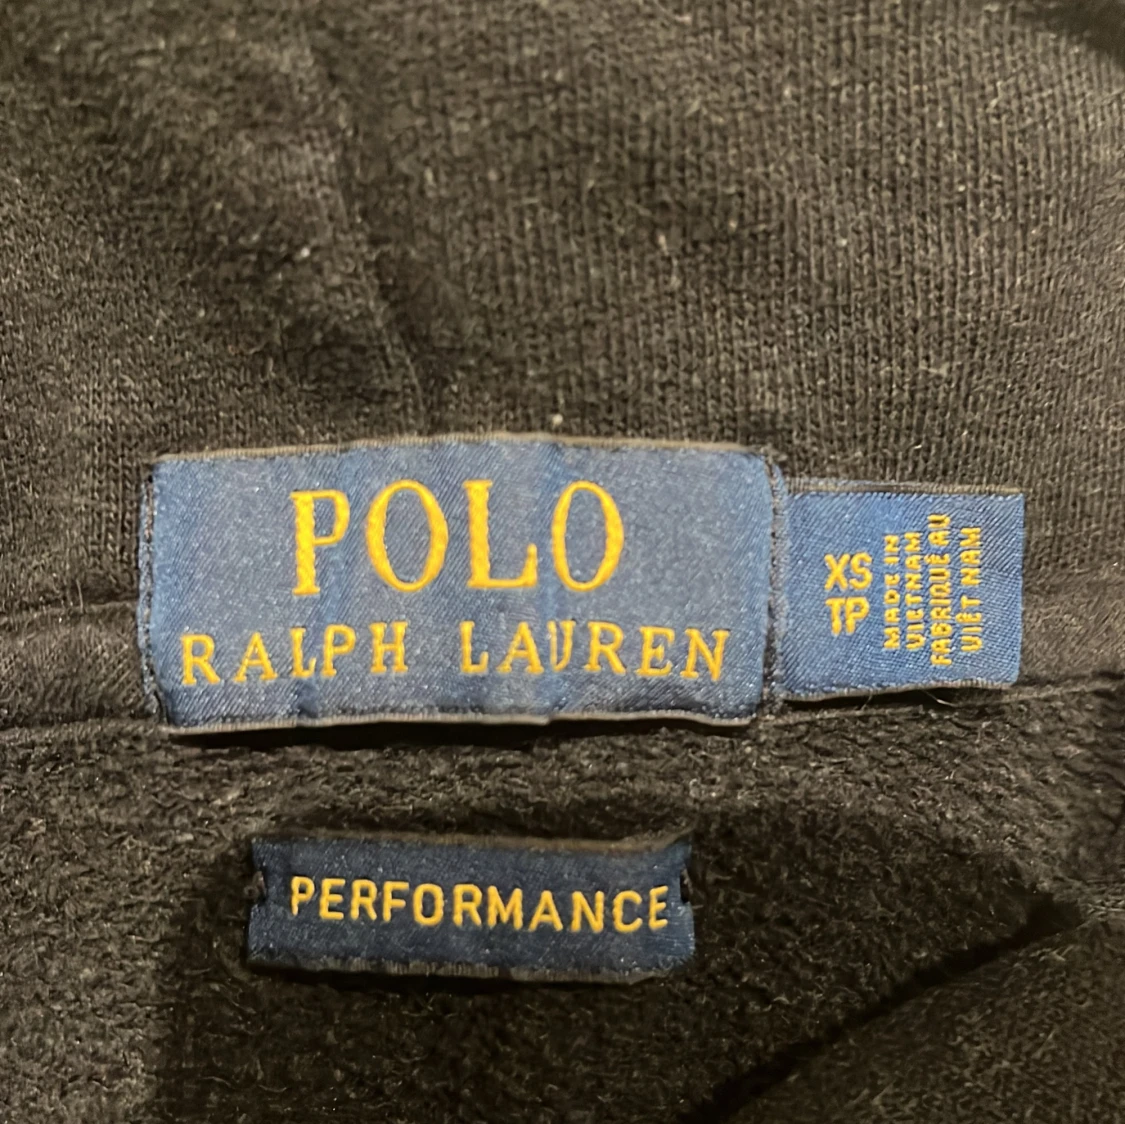 POLO
RALPH LAUREN
XS
TP
MADE IN
VIETNAM
FABRIQUÉ AU
VIÊT NAM
PERFORMANCE